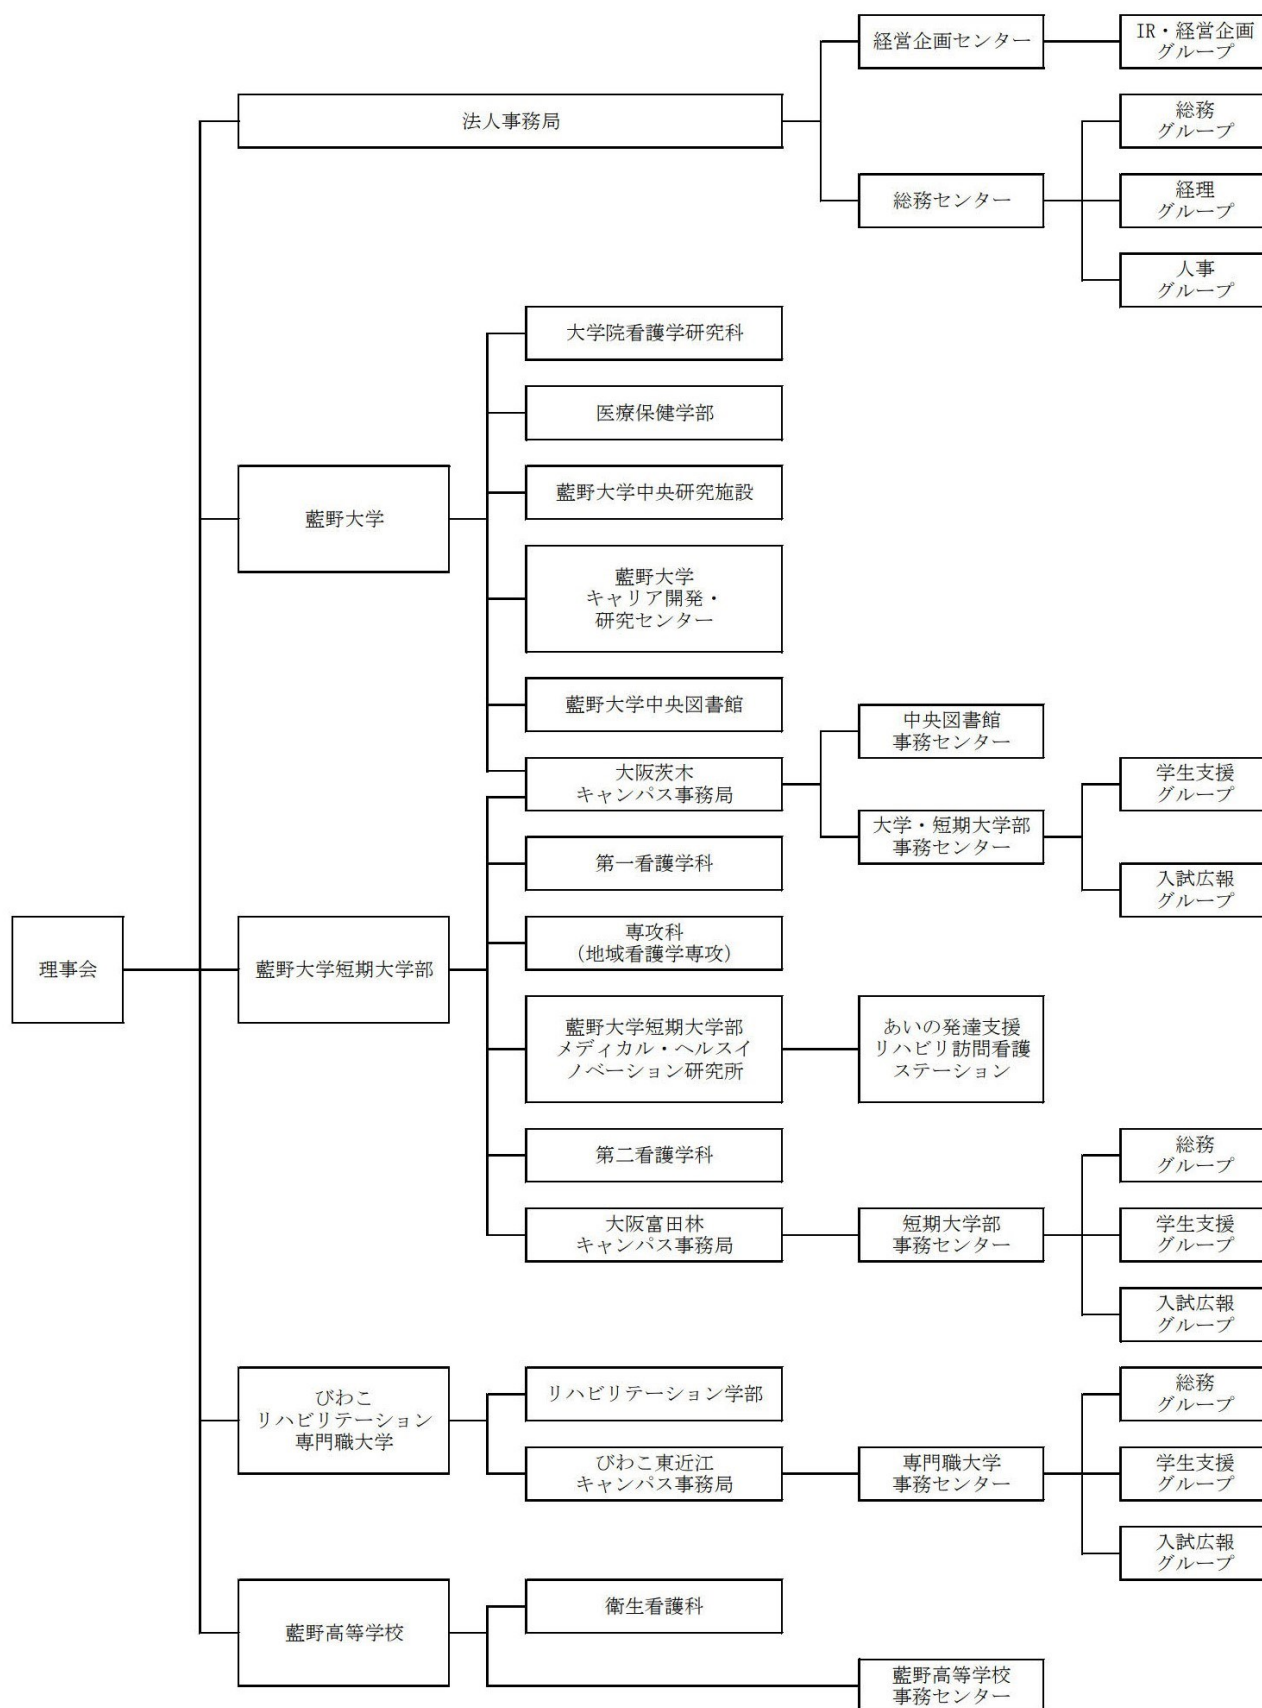 経営企画センター
IR・経営企画
グループ
法人事務局
総務
グループ
総務センター
経理
グループ
人事
グループ
大学院看護学研究科
医療保健学部
藍野大学中央研究施設
藍野大学
藍野大学
キャリア開発・
研究センター
藍野大学中央図書館
中央図書館
事務センター
大阪茨木
キャンパス事務局
学生支援
グループ
大学・短期大学部
事務センター
第一看護学科
入試広報
グループ
理事会
藍野大学短期大学部
専攻科
(地域看護学専攻)
藍野大学短期大学部
メディカル・ヘルスイ
ノベーション研究所
あいの発達支援
リハビリ訪問看護
ステーション
第二看護学科
総務
グループ
大阪富田林
キャンパス事務局
短期大学部
事務センター
学生支援
グループ
入試広報
グループ
びわこ
リハビリテーション
専門職大学
リハビリテーション学部
総務
グループ
びわこ東近江
キャンパス事務局
専門職大学
事務センター
学生支援
グループ
入試広報
グループ
藍野高等学校
衛生看護科
藍野高等学校
事務センター